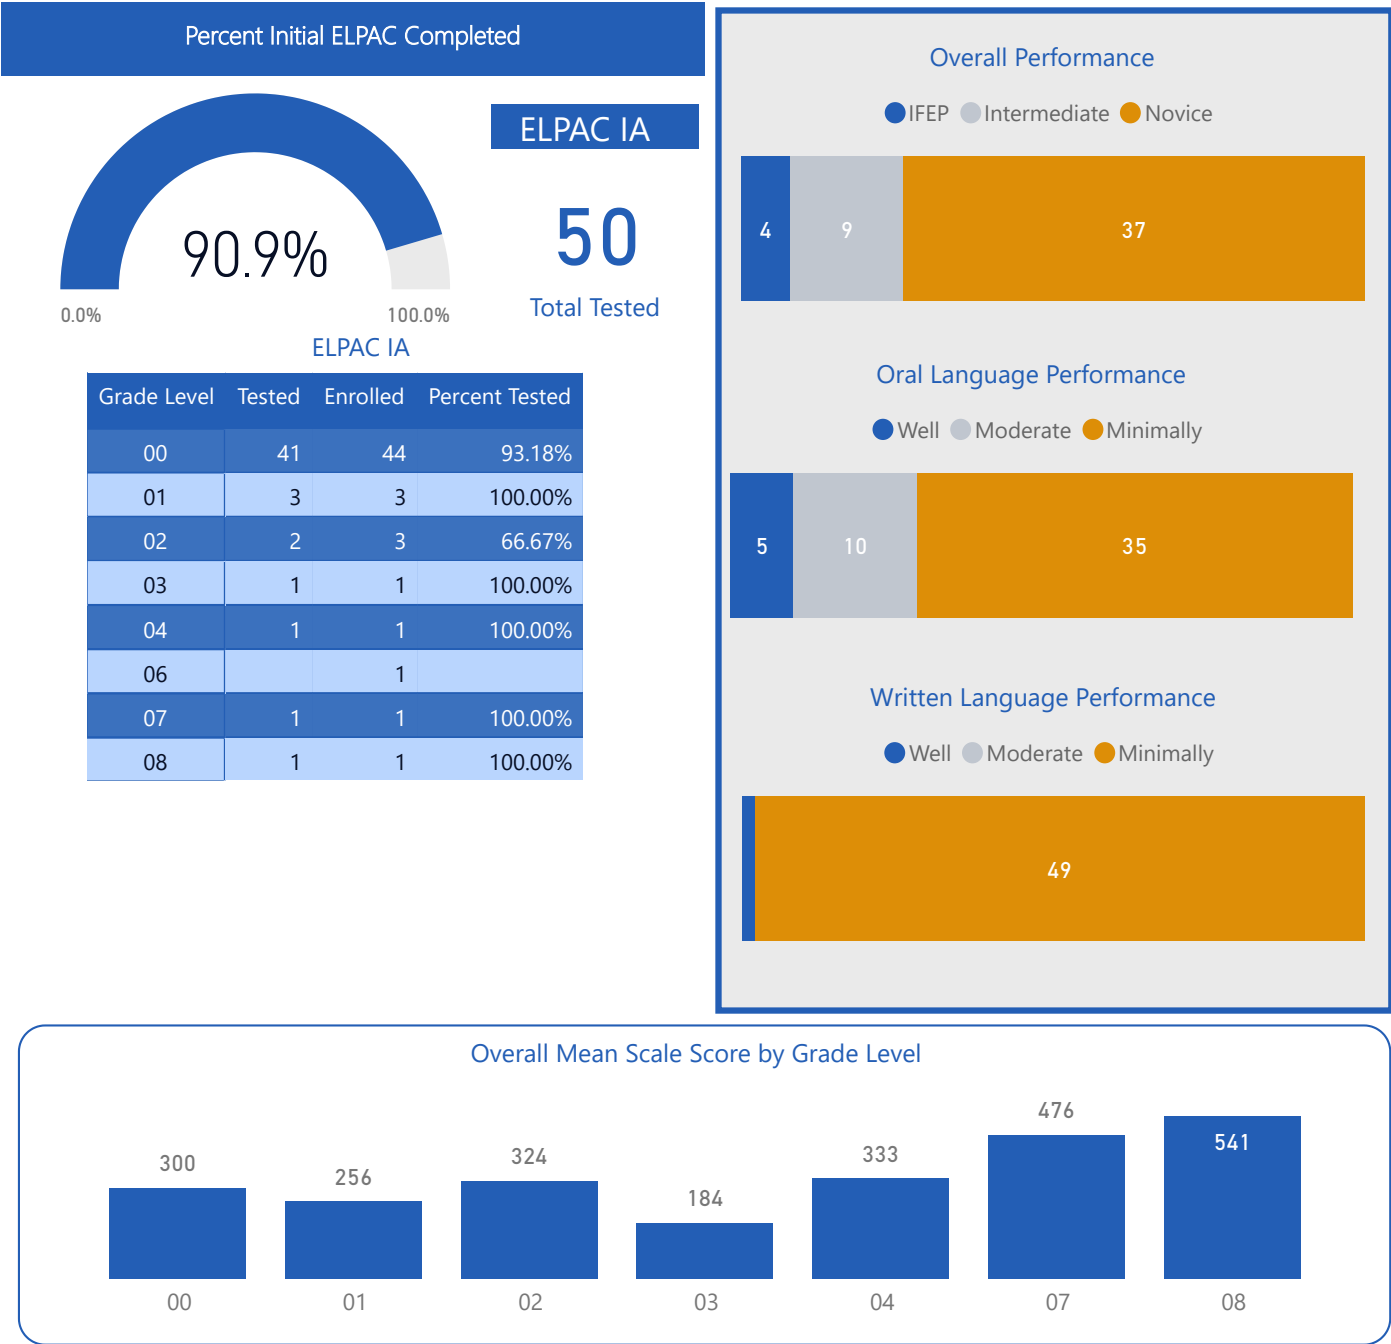 Percent Initial ELPAC Completed
90.9%
0.0%
100.0%
ELPAC IA
50
Total Tested
ELPAC IA
Grade Level Tested Enrolled Percent Tested
00 41 44 93.18%
01 3 3 100.00%
02 2 3 66.67%
03 1 1 100.00%
04 1 1 100.00%
06 1
07 1 1 100.00%
08 1 1 100.00%
Overall Performance
IFEP Intermediate Novice
4 9 37
Oral Language Performance
Well Moderate Minimally
5 10 35
Written Language Performance
Well Moderate Minimally
49
Overall Mean Scale Score by Grade Level
300 256 324 184 333 476 541
00 01 02 03 04 07 08